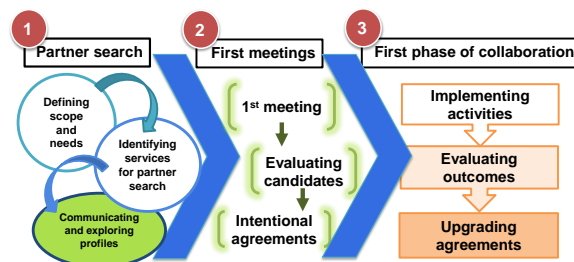 1
Partner search
Defining
scope
and
needs
Identifying
services
for partner
search
Communicating
and exploring
profiles
2
First meetings
1st meeting
Evaluating
candidates
Intentional
agreements
3
First phase of collaboration
Implementing
activities
Evaluating
outcomes
Upgrading
agreements